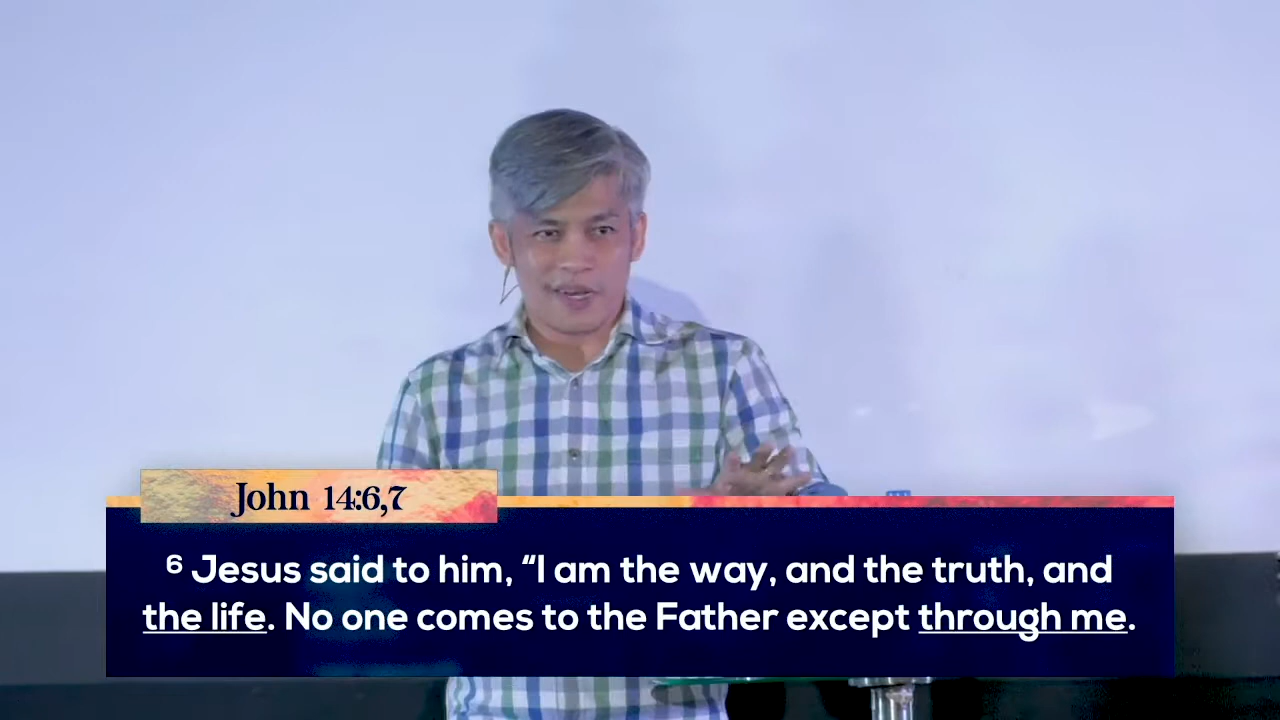 John 14:6,7
⁶ Jesus said to him, “I am the way, and the truth, and
the life. No one comes to the Father except through me.